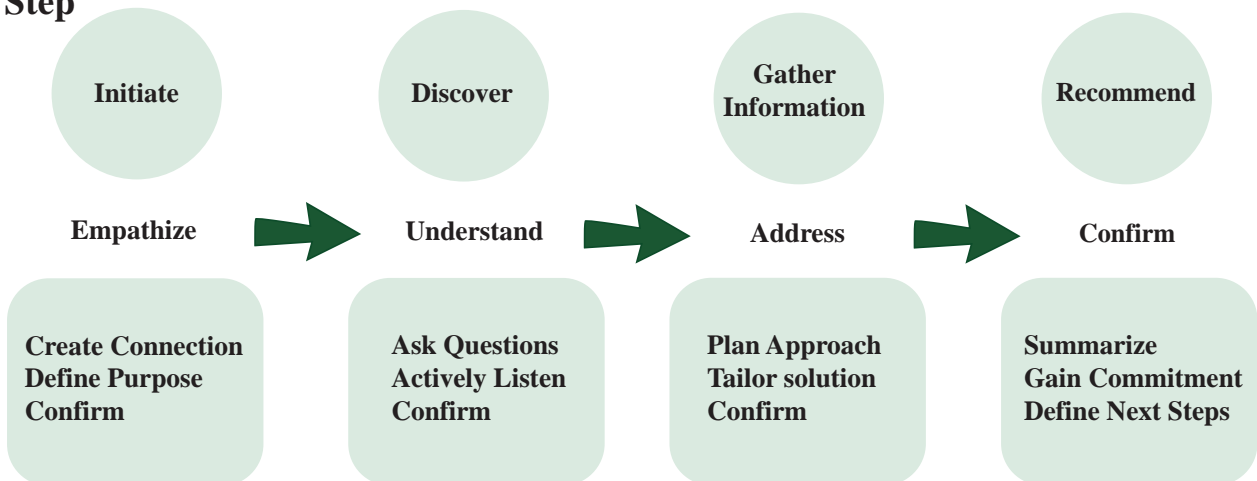 Step
Initiate
Discover
Gather
Information
Recommend
Empathize
Understand
Address
Confirm
Create Connection
Define Purpose
Confirm
Ask Questions
Actively Listen
Confirm
Plan Approach
Tailor solution
Confirm
Summarize
Gain Commitment
Define Next Steps